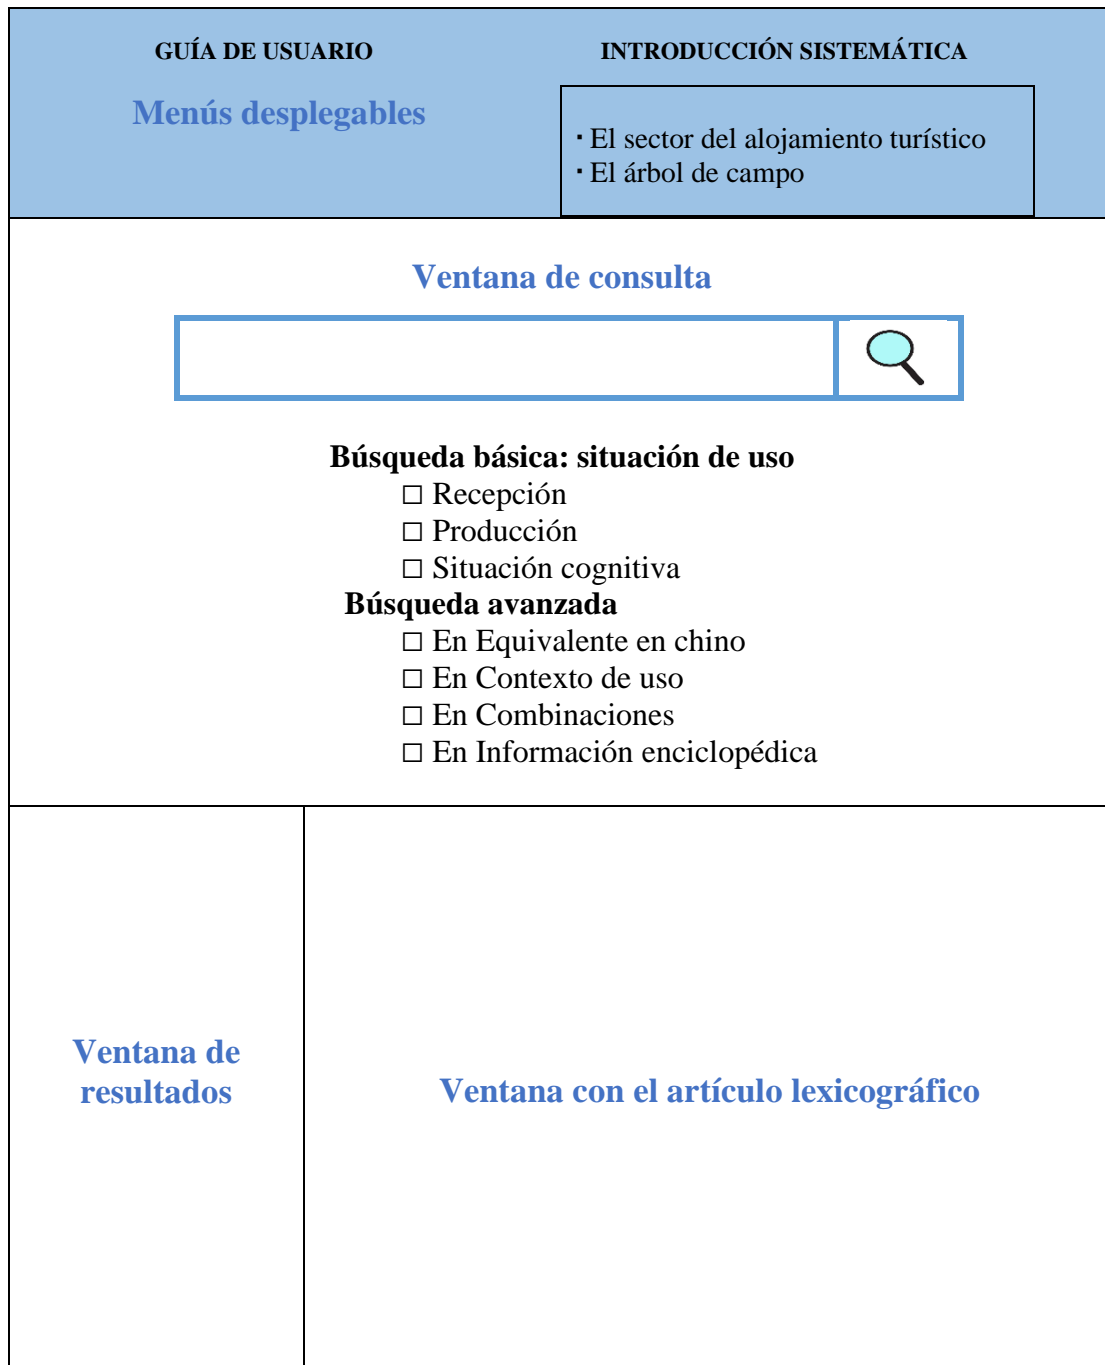 GUÍA DE USUARIO
INTRODUCCIÓN SISTEMÁTICA
Menús desplegables
· El sector del alojamiento turístico
· El árbol de campo
Ventana de consulta
Búsqueda básica: situación de uso
□ Recepción
□ Producción
□ Situación cognitiva
Búsqueda avanzada
□ En Equivalente en chino
□ En Contexto de uso
□ En Combinaciones
□ En Información enciclopédica
Ventana de
resultados
Ventana con el artículo lexicográfico